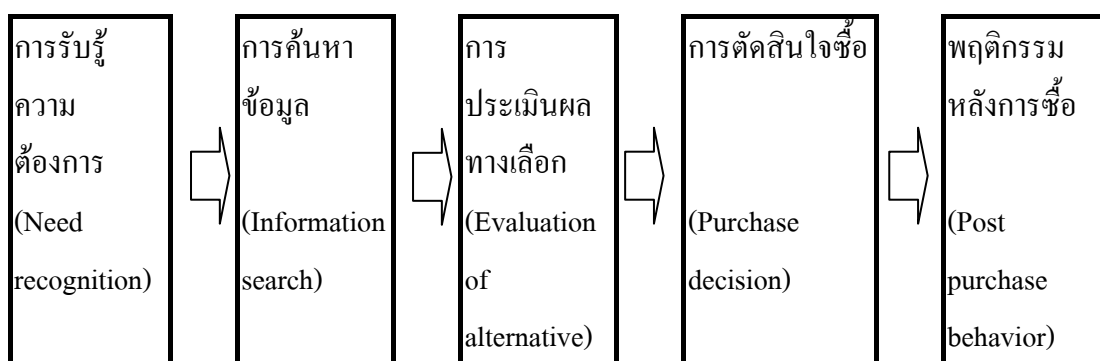 การรับรู้
ความ
ต้องการ
(Need
recognition)
การค้นหา
ข้อมูล
(Information
search)
การ
ประเมินผล
ทางเลือก
(Evaluation
of
alternative)
การตัดสินใจซื้อ
(Purchase
decision)
พฤติกรรม
หลังการซื้อ
(Post
purchase
behavior)